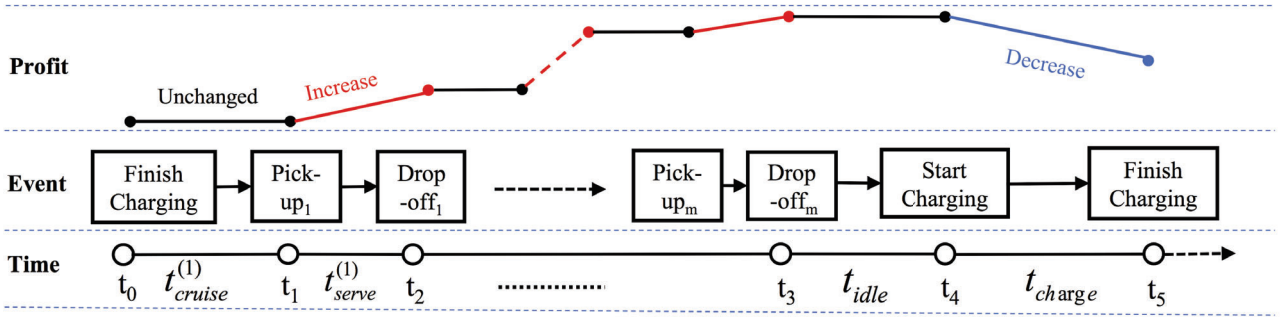 Profit
Unchanged
Increase
Decrease
Event
Finish
Charging
Pick-
up1
Drop
-off1
Pick-
upm
Drop
-offm
Start
Charging
Finish
Charging
Time
t0
t(1)cruise
t1
t(1)serve
t2
t3
tidle
t4
tcharge
t5